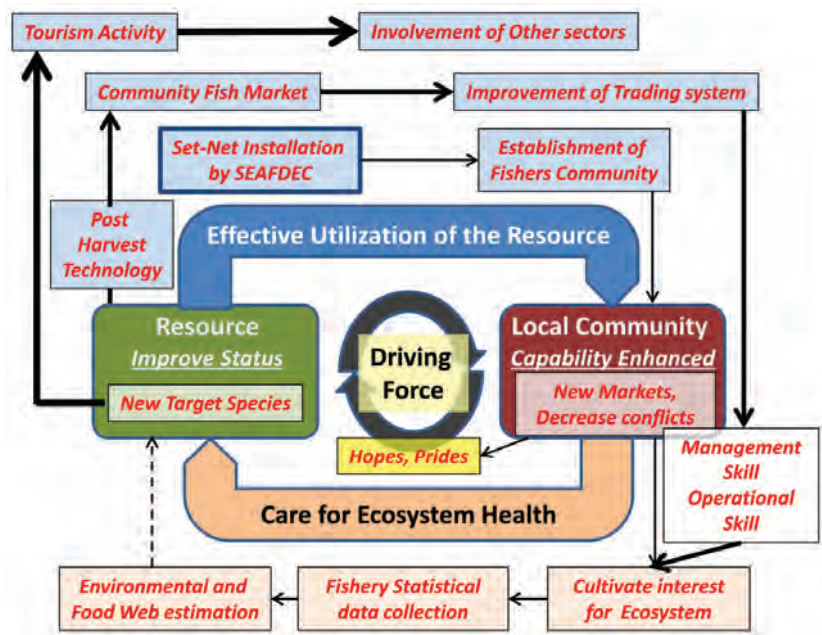 Tourism Activity
Involvement of Other sectors
Community Fish Market
Improvement of Trading system
Set-Net Installation
by SEAFDEC
Establishment of
Fishers Community
Post
Harvest
Technology
Effective Utilization of the Resource
Resource
Improve Status
New Target Species
Driving
Force
Local Community
Capability Enhanced
New Markets,
Decrease conflicts
Hopes, Prides
Management
Skill
Operational
Skill
Care for Ecosystem Health
Environmental and
Food Web estimation
Fishery Statistical
data collection
Cultivate interest
for Ecosystem